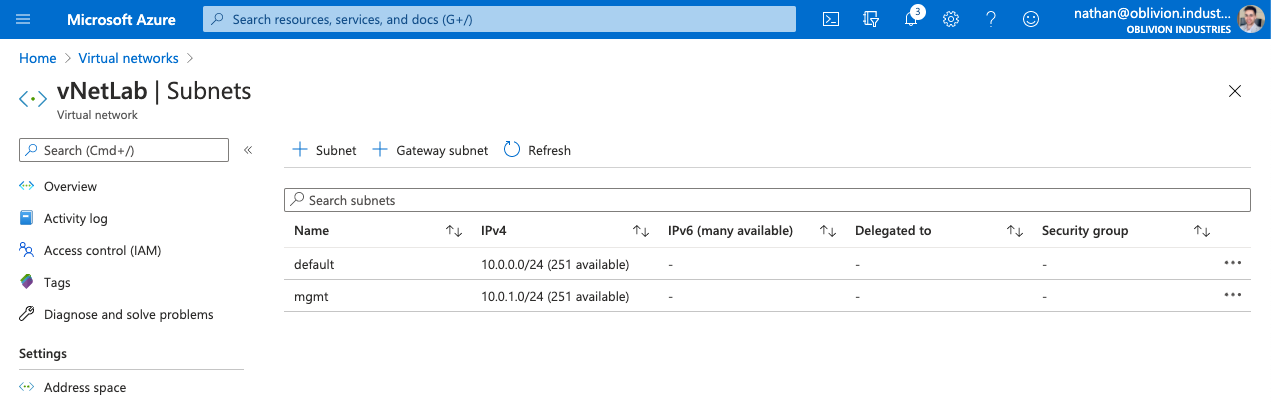 Microsoft Azure
Search resources, services, and docs (G+/)
3
nathan@oblivion.indust...
OBLIVION INDUSTRIES
Home > Virtual networks >
vNetLab | Subnets
Virtual network
Search (Cmd+/)
«
Overview
Activity log
Access control (IAM)
Tags
Diagnose and solve problems
Settings
Address space
+ Subnet + Gateway subnet Refresh
Search subnets
Name ↑↓ IPv4 ↑↓ IPv6 (many available) ↑↓ Delegated to ↑↓ Security group ↑↓
default 10.0.0.0/24 (251 available) - - - ...
mgmt 10.0.1.0/24 (251 available) - - - ...